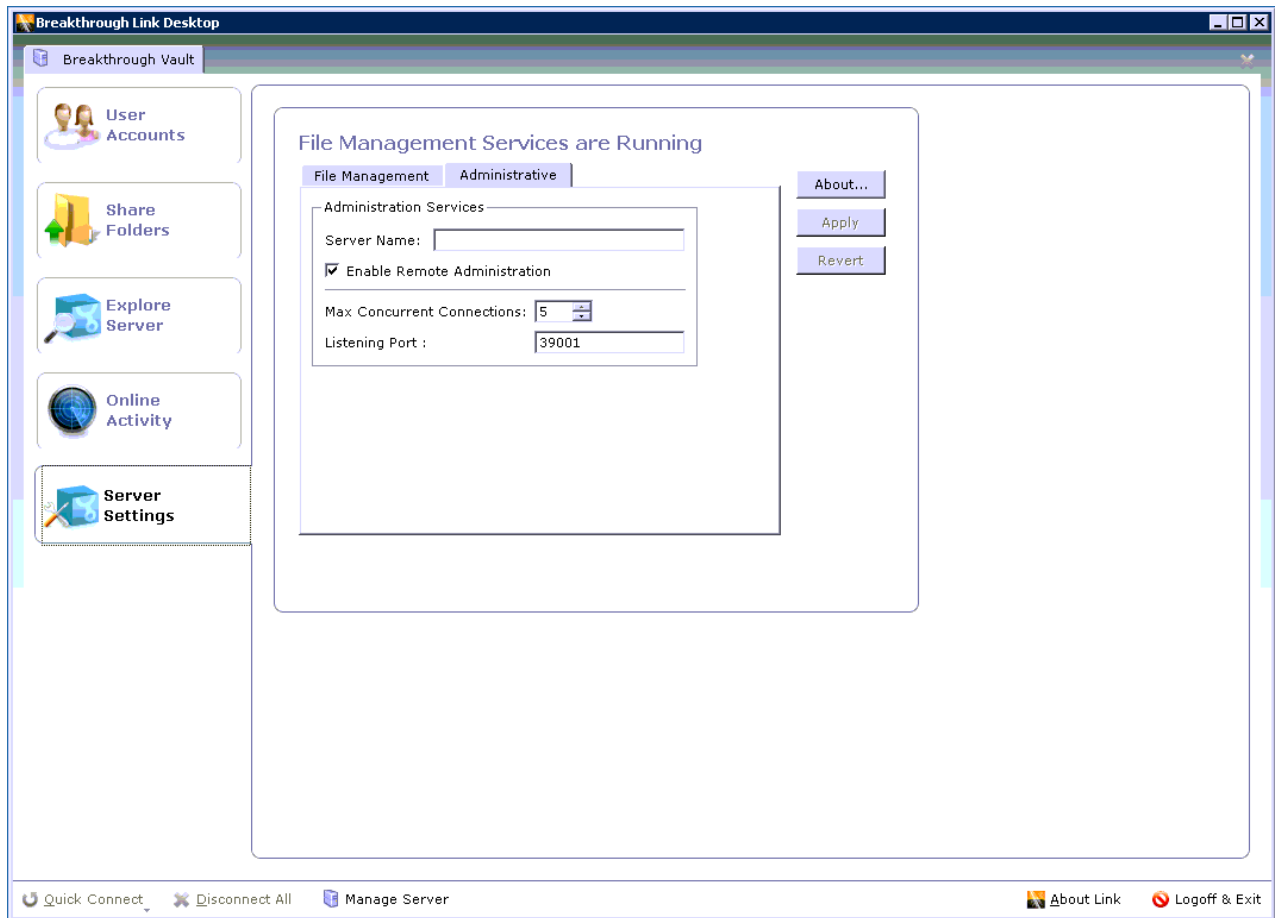 Breakthrough Link Desktop
Breakthrough Vault
User
Accounts
Share
Folders
Explore
Server
Online
Activity
Server
Settings
File Management Services are Running
File Management
Administrative
About...
Apply
Revert
Administration Services
Server Name:
Enable Remote Administration
Max Concurrent Connections: 5
Listening Port : 39001
Quick Connect
Disconnect All
Manage Server
About Link
Logoff & Exit